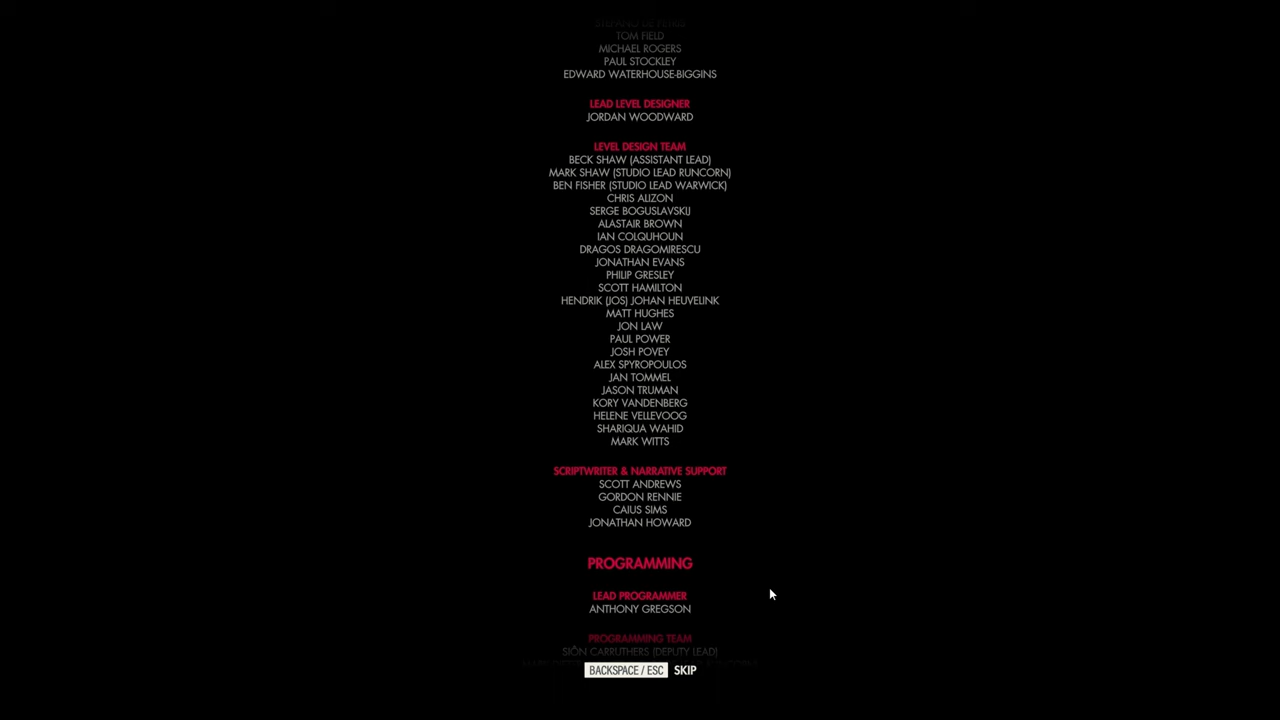 STEFANO DE PETRIS
TOM FIELD
MICHAEL ROGERS
PAUL STOCKLEY
EDWARD WATERHOUSE-BIGGINS
LEAD LEVEL DESIGNER
JORDAN WOODWARD
LEVEL DESIGN TEAM
BECK SHAW (ASSISTANT LEAD)
MARK SHAW (STUDIO LEAD RUNCORN)
BEN FISHER (STUDIO LEAD WARWICK)
CHRIS ALIZON
SERGE BOGUSLAVSKIJ
ALASTAIR BROWN
IAN COLQUHOUN
DRAGOS DRAGOMIRESCU
JONATHAN EVANS
PHILIP GRESLEY
SCOTT HAMILTON
HENDRIK (JOS) JOHAN HEUVELINK
MATT HUGHES
JON LAW
PAUL POWER
JOSH POVEY
ALEX SPYROPOULOS
JAN TOMMEL
JASON TRUMAN
KORY VANDENBERG
HELENE VELLEVOOG
SHARIQUA WAHID
MARK WITTS
SCRIPTWRITER & NARRATIVE SUPPORT
SCOTT ANDREWS
GORDON RENNIE
CAIUS SIMS
JONATHAN HOWARD
PROGRAMMING
LEAD PROGRAMMER
ANTHONY GREGSON
PROGRAMMING TEAM
SIÔN CARRUTHERS (DEPUTY LEAD)
BACKSPACE / ESC SKIP